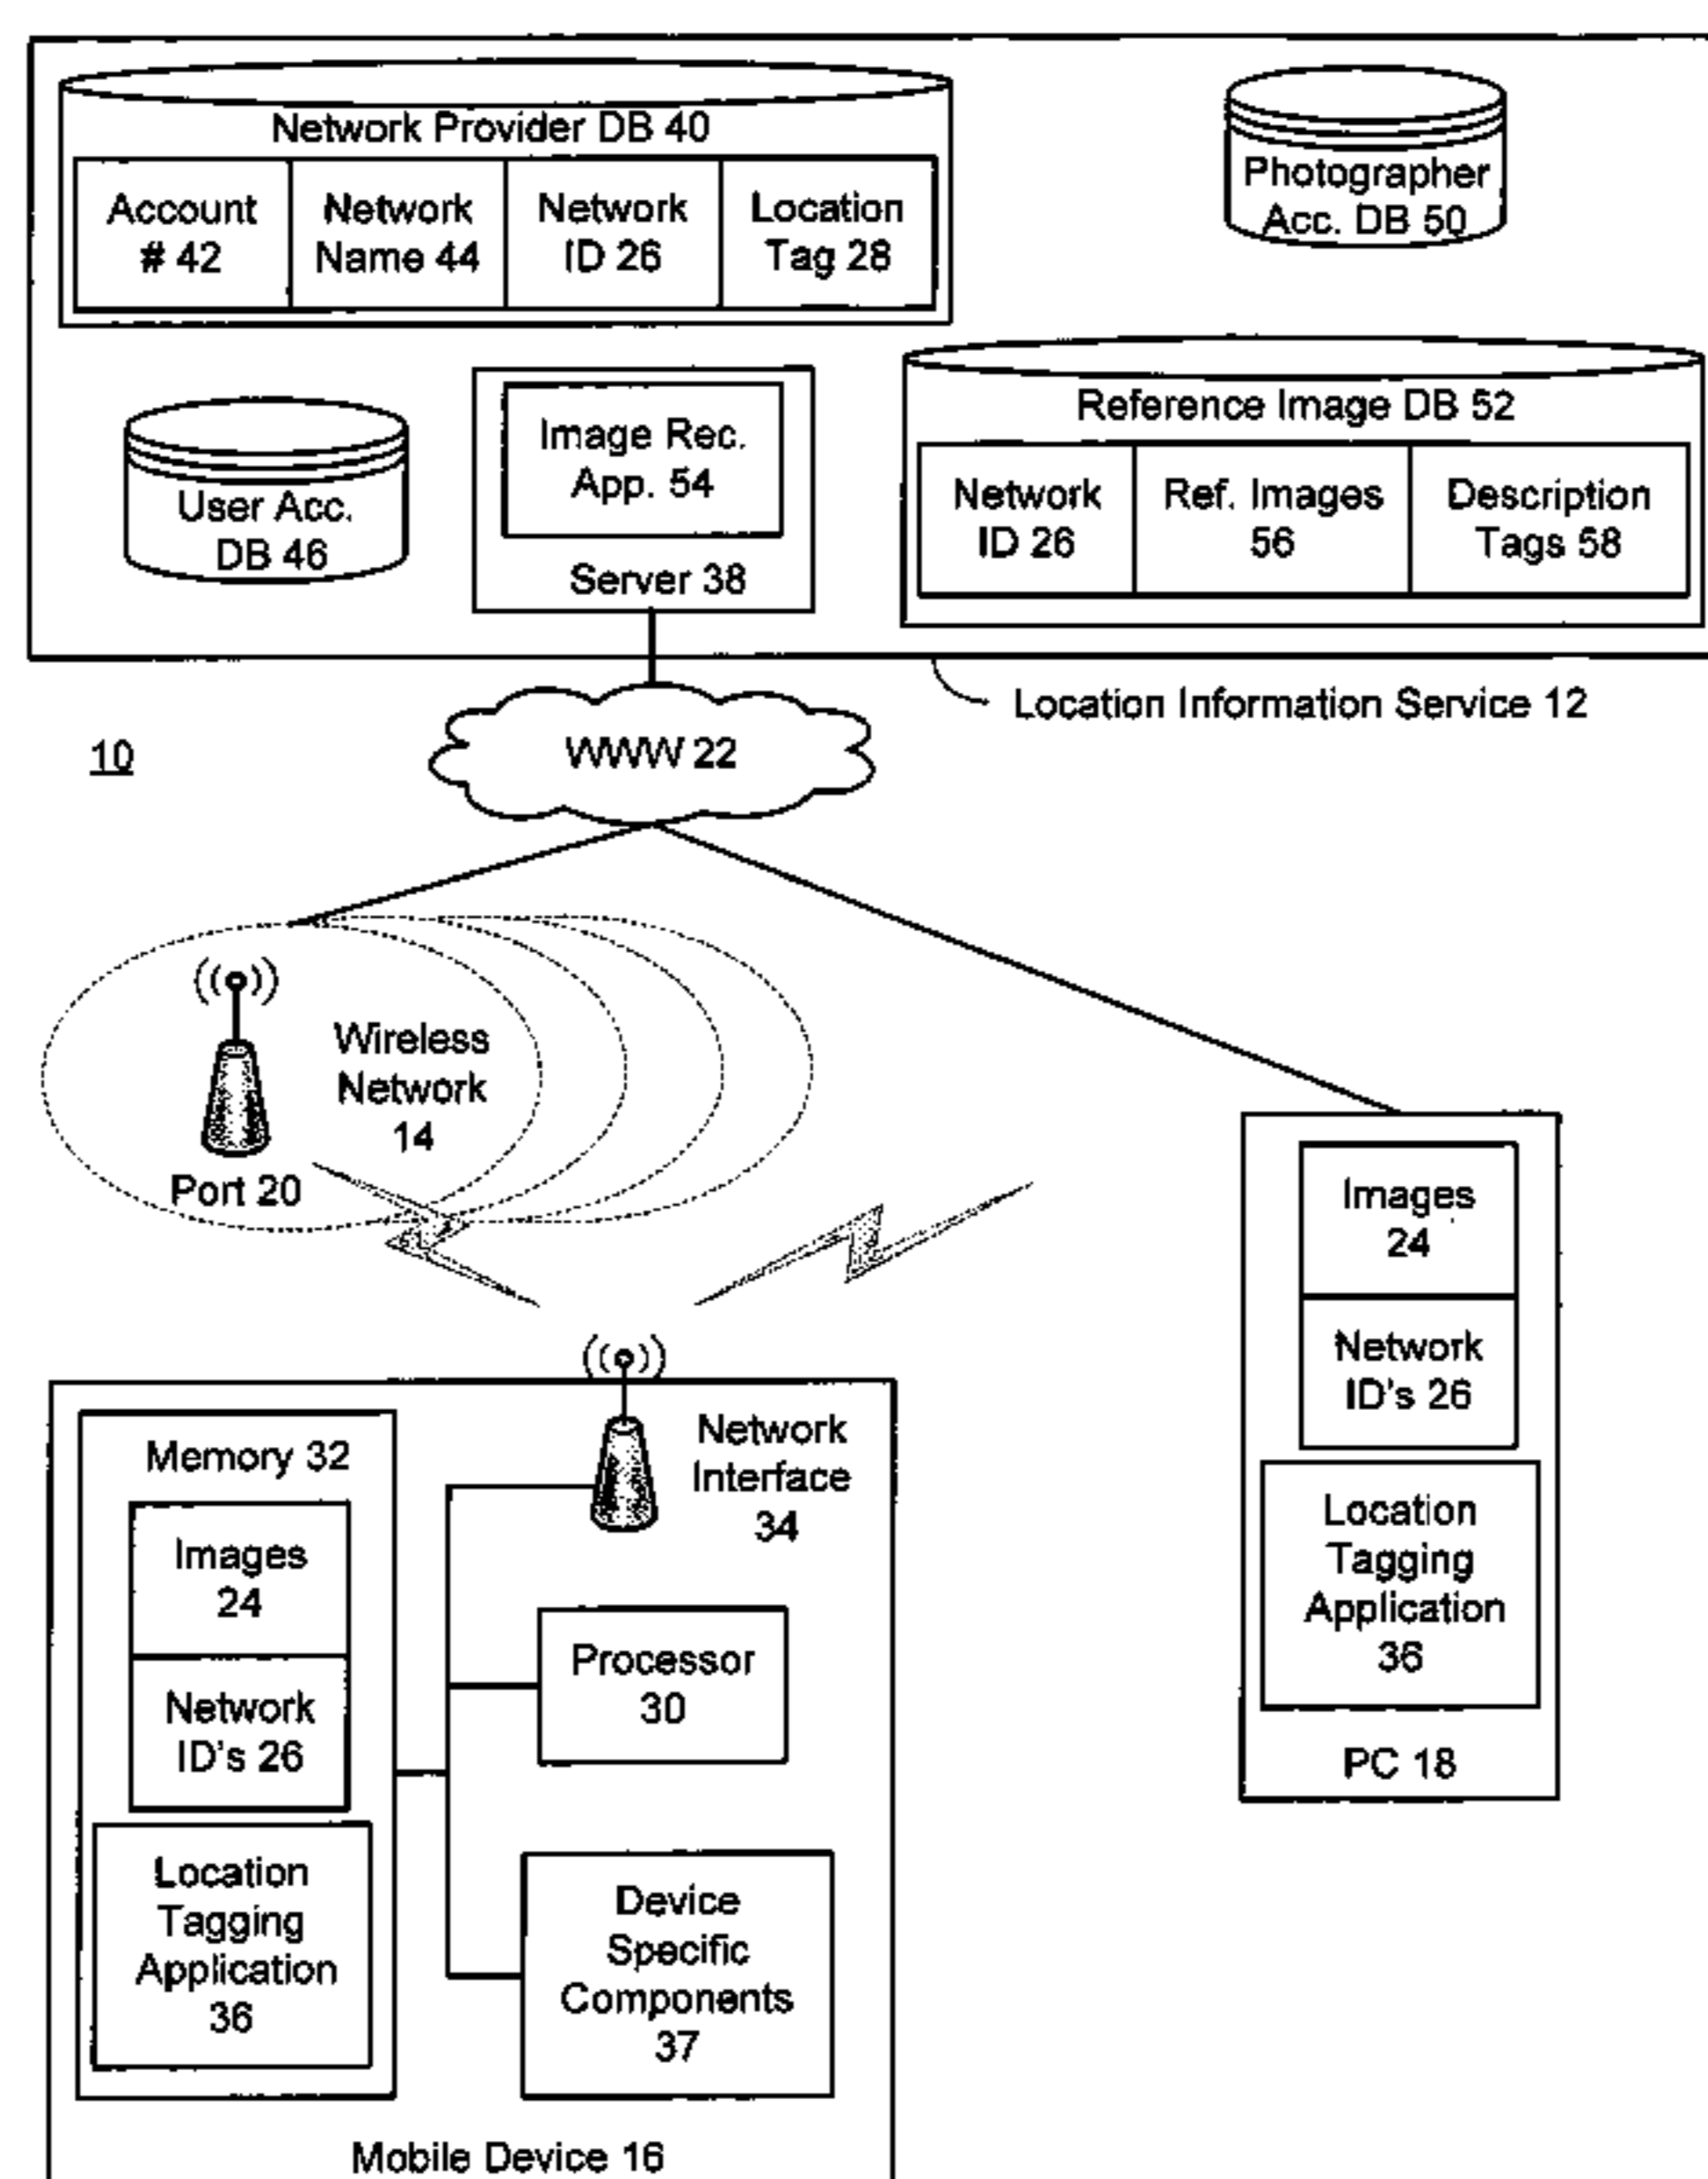 Network Provider DB 40
Account
# 42
Network
Name 44
Network
ID 26
Location
Tag 28
Photographer
Acc. DB 50
User Acc.
DB 46
Image Rec.
App. 54
Server 38
Reference Image DB 52
Network
ID 26
Ref. Images
56
Description
Tags 58
Location Information Service 12
10
WWW 22
Wireless
Network
14
Port 20
Images
24
Network
ID's 26
Location
Tagging
Application
36
PC 18
Memory 32
Images
24
Network
ID's 26
Location
Tagging
Application
36
Network
Interface
34
Processor
30
Device
Specific
Components
37
Mobile Device 16